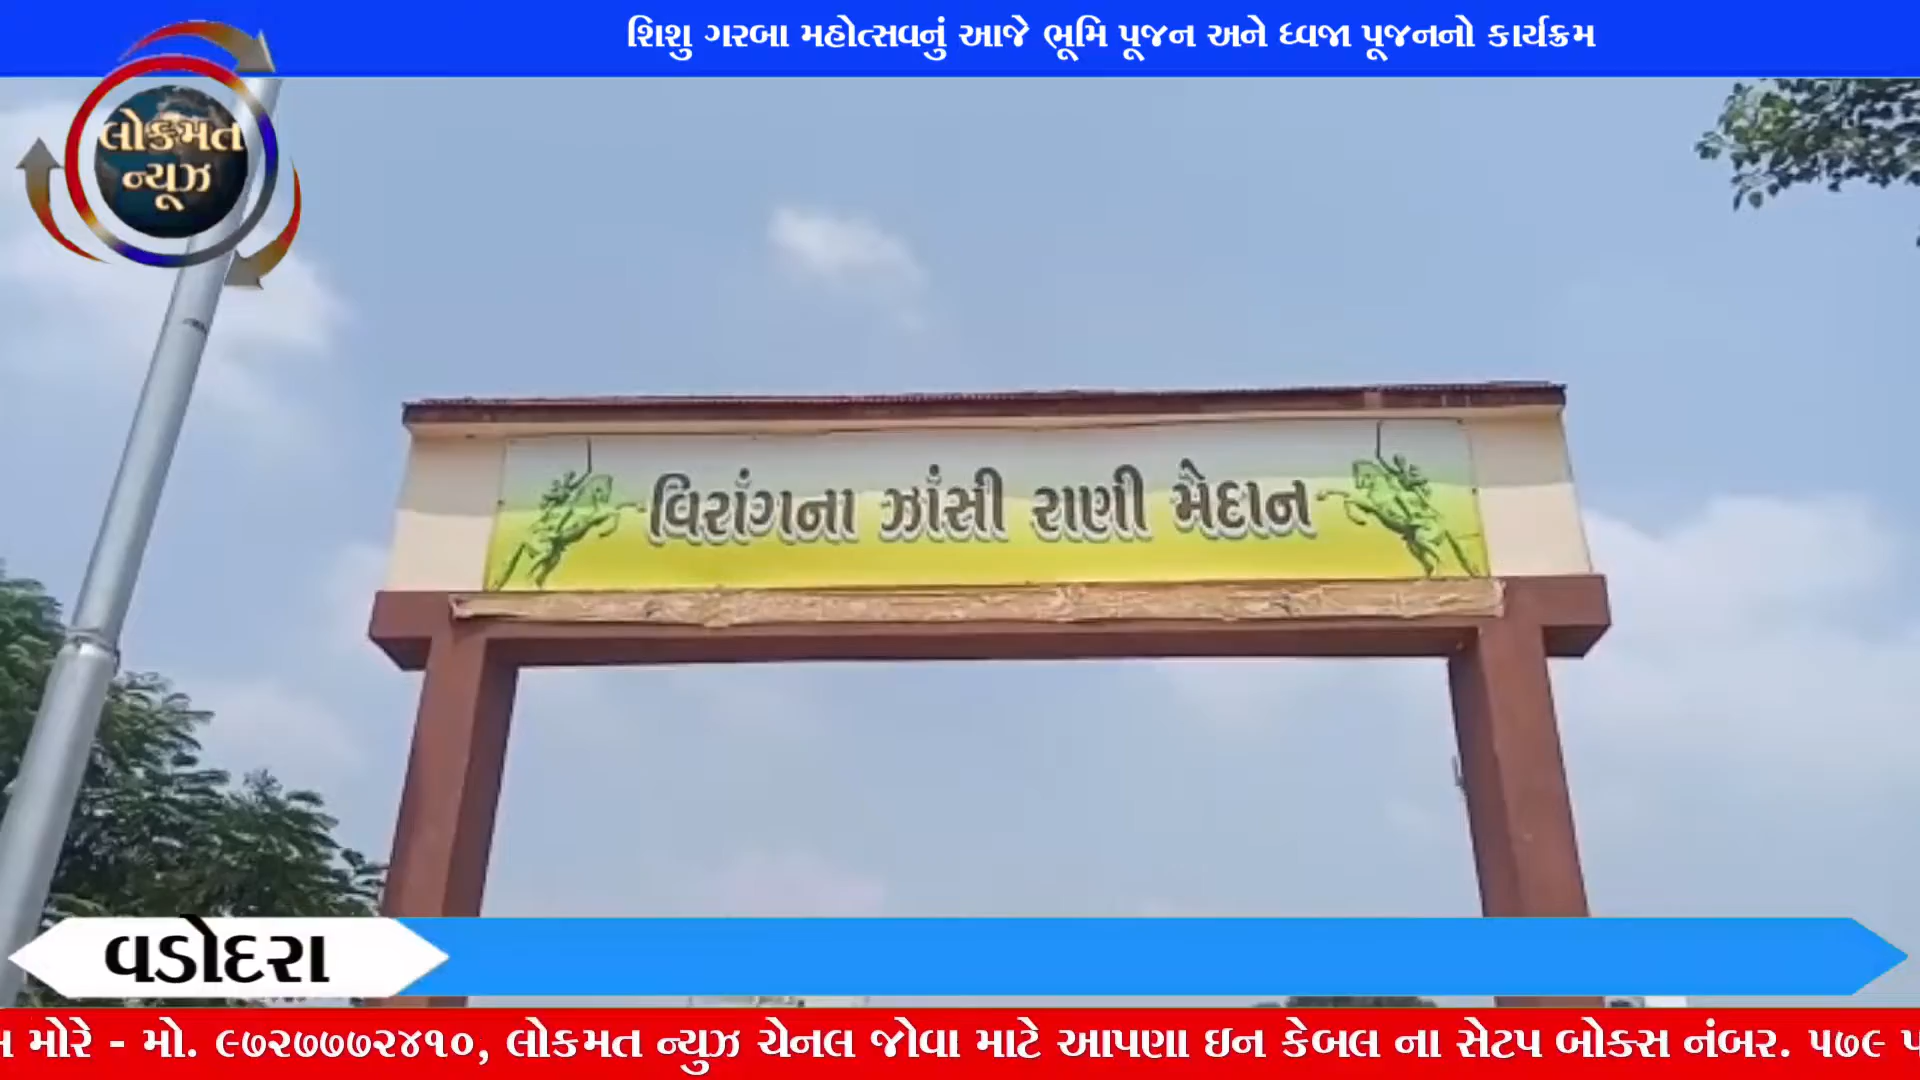 શિશુ ગરબા મહોત્સવનું આજે ભૂમિ પૂજન અને ધ્વજા પૂજનનો કાર્યક્રમ
લોકમત
ન્યૂઝ
વિરાંગના ઝાંસી રાણી મેદાન
વડોદરા
મોરે - મો. ૯૭૨૭૭૭૨૪૧૦, લોકમત ન્યુઝ ચેનલ જોવા માટે આપણા ઇન કેબલ ના સેટપ બોક્સ નંબર. ૫૭૯